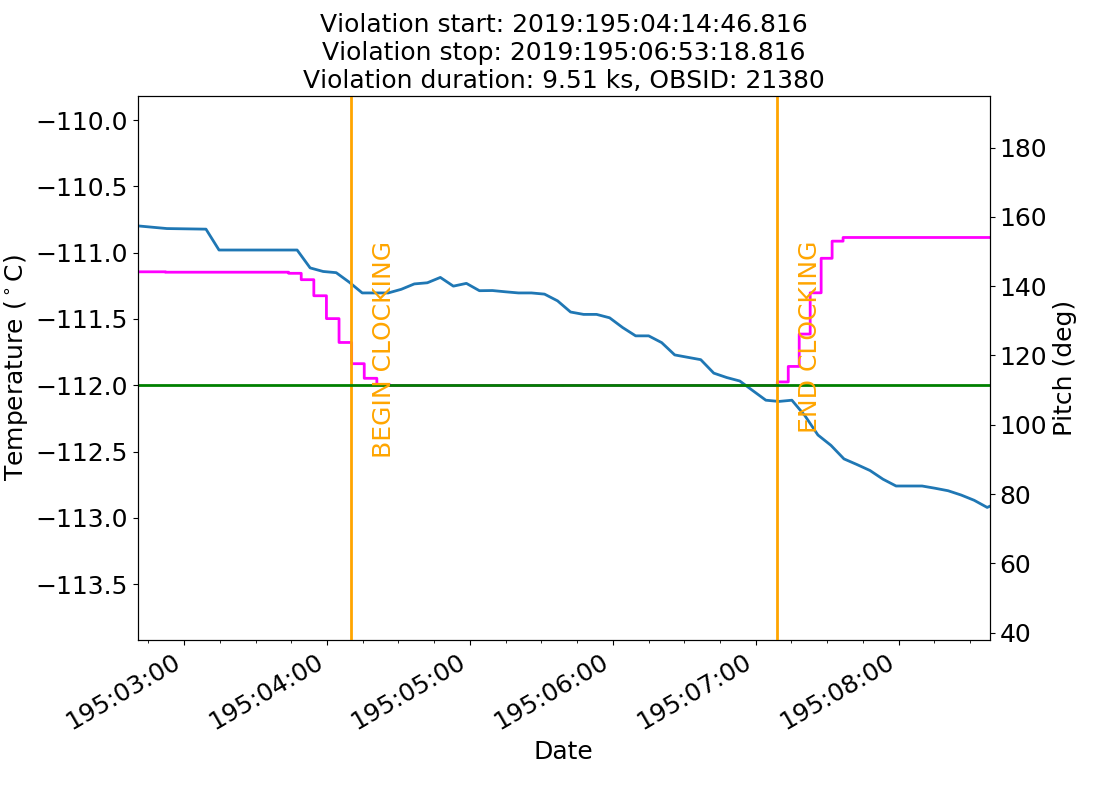 Violation start: 2019:195:04:14:46.816
Violation stop: 2019:195:06:53:18.816
Violation duration: 9.51 ks, OBSID: 21380
−110.0
−110.5
−111.0
−111.5
−112.0
−112.5
−113.0
−113.5
Temperature (°C)
BEGIN CLOCKING
END CLOCKING
180
160
140
120
100
80
60
40
Pitch (deg)
195:03:00
195:04:00
195:05:00
195:06:00
195:07:00
195:08:00
Date